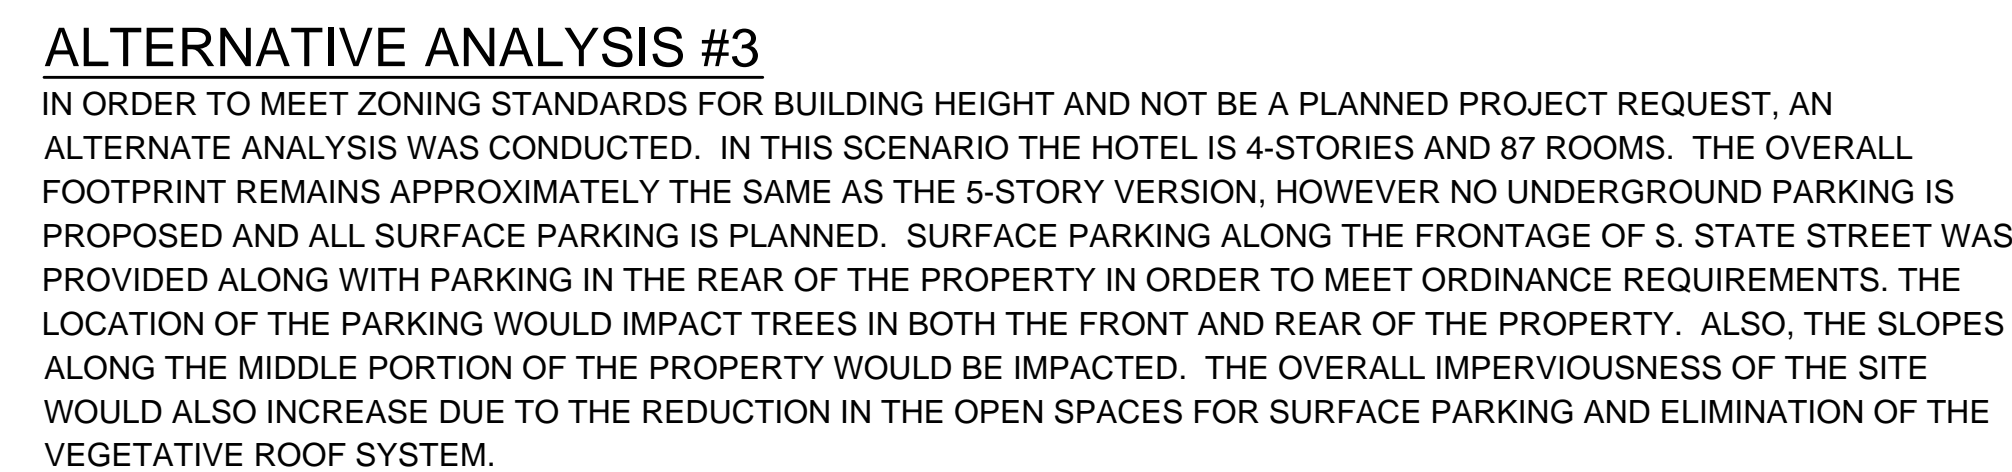 ALTERNATIVE ANALYSIS #3
IN ORDER TO MEET ZONING STANDARDS FOR BUILDING HEIGHT AND NOT BE A PLANNED PROJECT REQUEST, AN
ALTERNATE ANALYSIS WAS CONDUCTED.  IN THIS SCENARIO THE HOTEL IS 4-STORIES AND 87 ROOMS.  THE OVERALL
FOOTPRINT REMAINS APPROXIMATELY THE SAME AS THE 5-STORY VERSION, HOWEVER NO UNDERGROUND PARKING IS
PROPOSED AND ALL SURFACE PARKING IS PLANNED.  SURFACE PARKING ALONG THE FRONTAGE OF S. STATE STREET WAS
PROVIDED ALONG WITH PARKING IN THE REAR OF THE PROPERTY IN ORDER TO MEET ORDINANCE REQUIREMENTS. THE
LOCATION OF THE PARKING WOULD IMPACT TREES IN BOTH THE FRONT AND REAR OF THE PROPERTY.  ALSO, THE SLOPES
ALONG THE MIDDLE PORTION OF THE PROPERTY WOULD BE IMPACTED.  THE OVERALL IMPERVIOUSNESS OF THE SITE
WOULD ALSO INCREASE DUE TO THE REDUCTION IN THE OPEN SPACES FOR SURFACE PARKING AND ELIMINATION OF THE
VEGETATIVE ROOF SYSTEM.